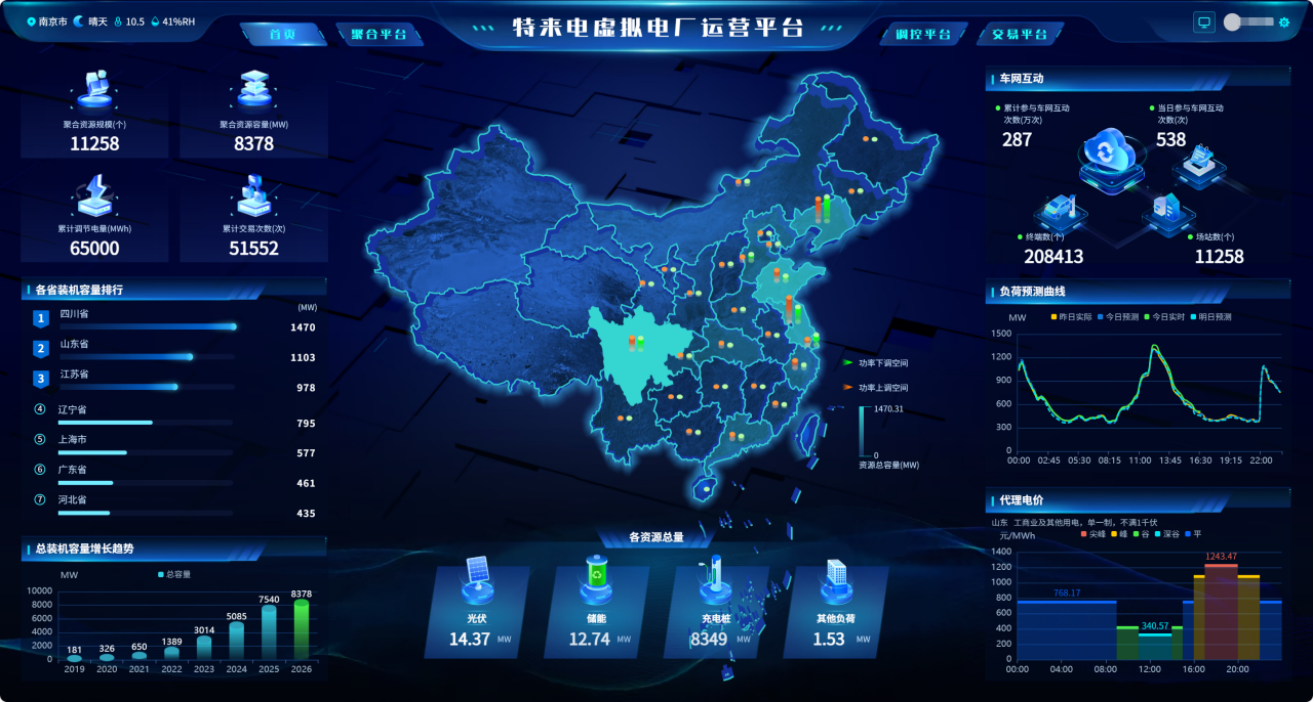 南京市 晴天 10.5 41%RH
首页
聚合平台
特来电虚拟电厂运营平台
调控平台
交易平台
聚合资源规模(个)
11258
聚合资源容量(MW)
8378
累计调节电量(MWh)
65000
累计交易次数(次)
51552
各省装机容量排行
(MW)
1 四川省
1470
2 山东省
1103
3 江苏省
978
4 辽宁省
795
5 上海市
577
6 广东省
461
7 河北省
435
总装机容量增长趋势
MW
总容量
10000
8000
6000
4000
2000
0
181
326
650
1389
3014
5085
7540
8378
2019 2020 2021 2022 2023 2024 2025 2026
功率下调空间
功率上调空间
1470.31
0
资源总容量(MW)
各资源总量
光伏
14.37 MW
储能
12.74 MW
充电桩
8349 MW
其他负荷
1.53 MW
车网互动
累计参与车网互动
次数(万次)
287
当日参与车网互动
次数(次)
538
终端数(个)
208413
场站数(个)
11258
负荷预测曲线
MW
昨日实际 今日预测 今日实时 明日预测
1500
1200
900
600
300
0
00:00 02:45 05:30 08:15 11:00 13:45 16:30 19:15 22:00
代理电价
山东 工商业及其他用电，单一制，不满1千伏
元/MWh
尖峰 峰 谷 深谷 平
1400
1200
1000
800
600
400
200
0
768.17
340.57
1243.47
00:00 04:00 08:00 12:00 16:00 20:00